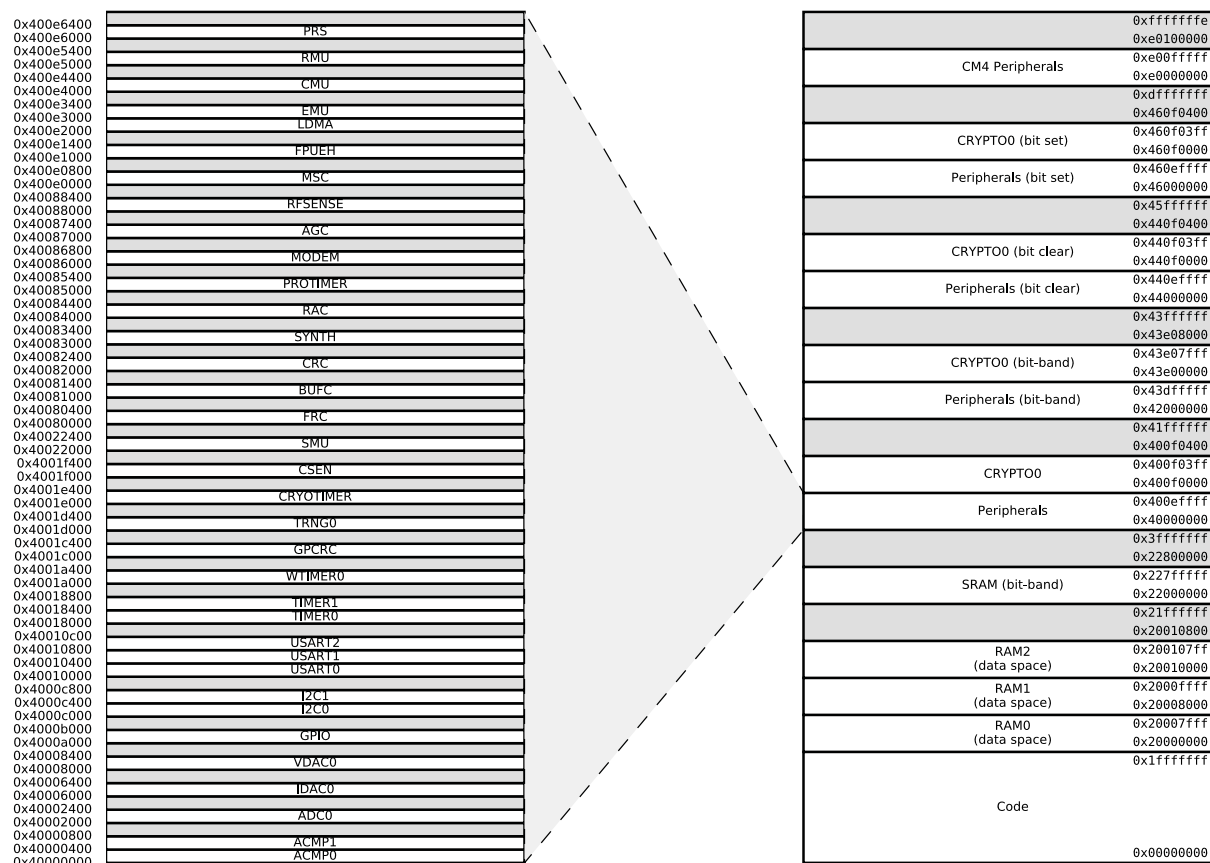 0x400e6400
PRS
0x400e6000
0x400e5400
RMU
0x400e5000
0x400e4400
CMU
0x400e4000
0x400e3400
EMU
0x400e3000
LDMA
0x400e2000
0x400e1400
FPUEH
0x400e1000
0x400e0800
MSC
0x400e0000
0x40088400
RFSENSE
0x40088000
0x40087400
AGC
0x40087000
0x40086800
MODEM
0x40086000
0x40085400
PROTIMER
0x40085000
0x40084400
RAC
0x40084000
0x40083400
SYNTH
0x40083000
0x40082400
CRC
0x40082000
0x40081400
BUFC
0x40081000
0x40080400
FRC
0x40080000
0x40022400
SMU
0x40022000
0x4001f400
CSEN
0x4001f000
0x4001e400
CRYOTIMER
0x4001e000
0x4001d400
TRNG0
0x4001d000
0x4001c400
GPCRC
0x4001c000
0x4001a400
WTIMER0
0x4001a000
0x40018800
TIMER1
0x40018400
TIMER0
0x40018000
0x40010c00
USART2
0x40010800
USART1
0x40010400
USART0
0x40010000
0x4000c800
I2C1
0x4000c400
I2C0
0x4000c000
0x4000b000
GPIO
0x4000a000
0x40008400
VDAC0
0x40008000
0x40006400
IDAC0
0x40006000
0x40002400
ADC0
0x40002000
0x40000800
ACMP1
0x40000400
ACMP0
0x40000000
0xfffffffe
0xe0100000
0xe00fffff
CM4 Peripherals
0xe0000000
0xdfffffff
0x460f0400
0x460f03ff
CRYPTO0 (bit set)
0x460f0000
0x460effff
Peripherals (bit set)
0x46000000
0x45ffffff
0x440f0400
0x440f03ff
CRYPTO0 (bit clear)
0x440f0000
0x440effff
Peripherals (bit clear)
0x44000000
0x43ffffff
0x43e08000
0x43e07fff
CRYPTO0 (bit-band)
0x43e00000
0x43dfffff
Peripherals (bit-band)
0x42000000
0x41ffffff
0x400f0400
0x400f03ff
CRYPTO0
0x400f0000
0x400effff
Peripherals
0x40000000
0x3fffffff
0x22800000
0x227fffff
SRAM (bit-band)
0x22000000
0x21ffffff
0x20010800
RAM2 0x200107ff
(data space) 0x20010000
RAM1 0x2000ffff
(data space) 0x20008000
RAM0 0x20007fff
(data space) 0x20000000
0x1fffffff
Code
0x00000000